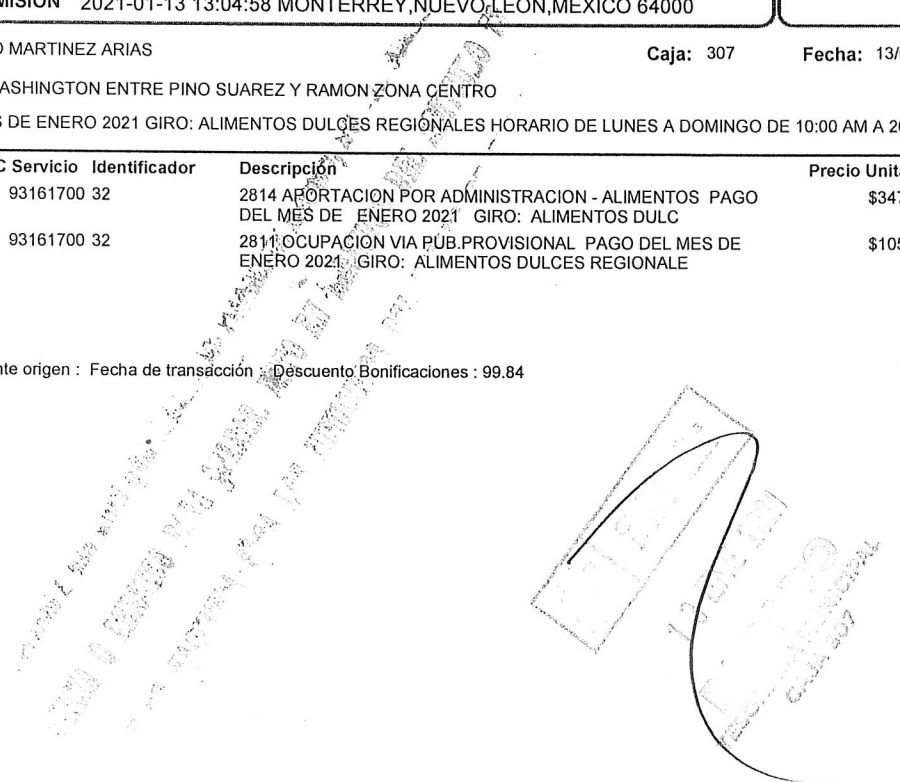 MISION 2021-01-13 13:04:58 MONTERREY,NUEVO LEON,MEXICO 64000
O MARTINEZ ARIAS Caja: 307 Fecha: 13/
ASHINGTON ENTRE PINO SUAREZ Y RAMON ZONA CENTRO
S DE ENERO 2021 GIRO: ALIMENTOS DULCES REGIONALES HORARIO DE LUNES A DOMINGO DE 10:00 AM A 20
C Servicio Identificador Descripción Precio Unita
93161700 32 2814 APORTACION POR ADMINISTRACION - ALIMENTOS PAGO $347
DEL MES DE ENERO 2021 GIRO: ALIMENTOS DULC
93161700 32 2811 OCUPACION VIA PUB.PROVISIONAL PAGO DEL MES DE $105
ENERO 2021 GIRO: ALIMENTOS DULCES REGIONALE
nte origen : Fecha de transacción : Descuento Bonificaciones : 99.84
CAJA 307